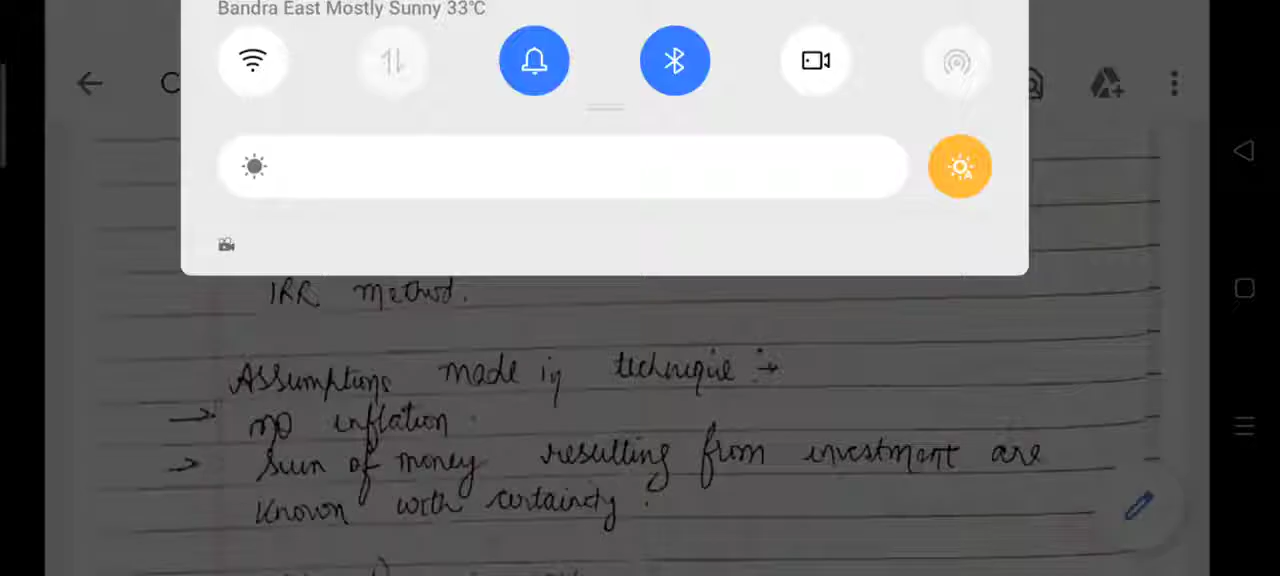 Bandra East Mostly Sunny 33°C
C
IRR method.
Assumptions made in technique :→
→ no inflation.
→ Sum of money resulting from investment are
known with certainty.